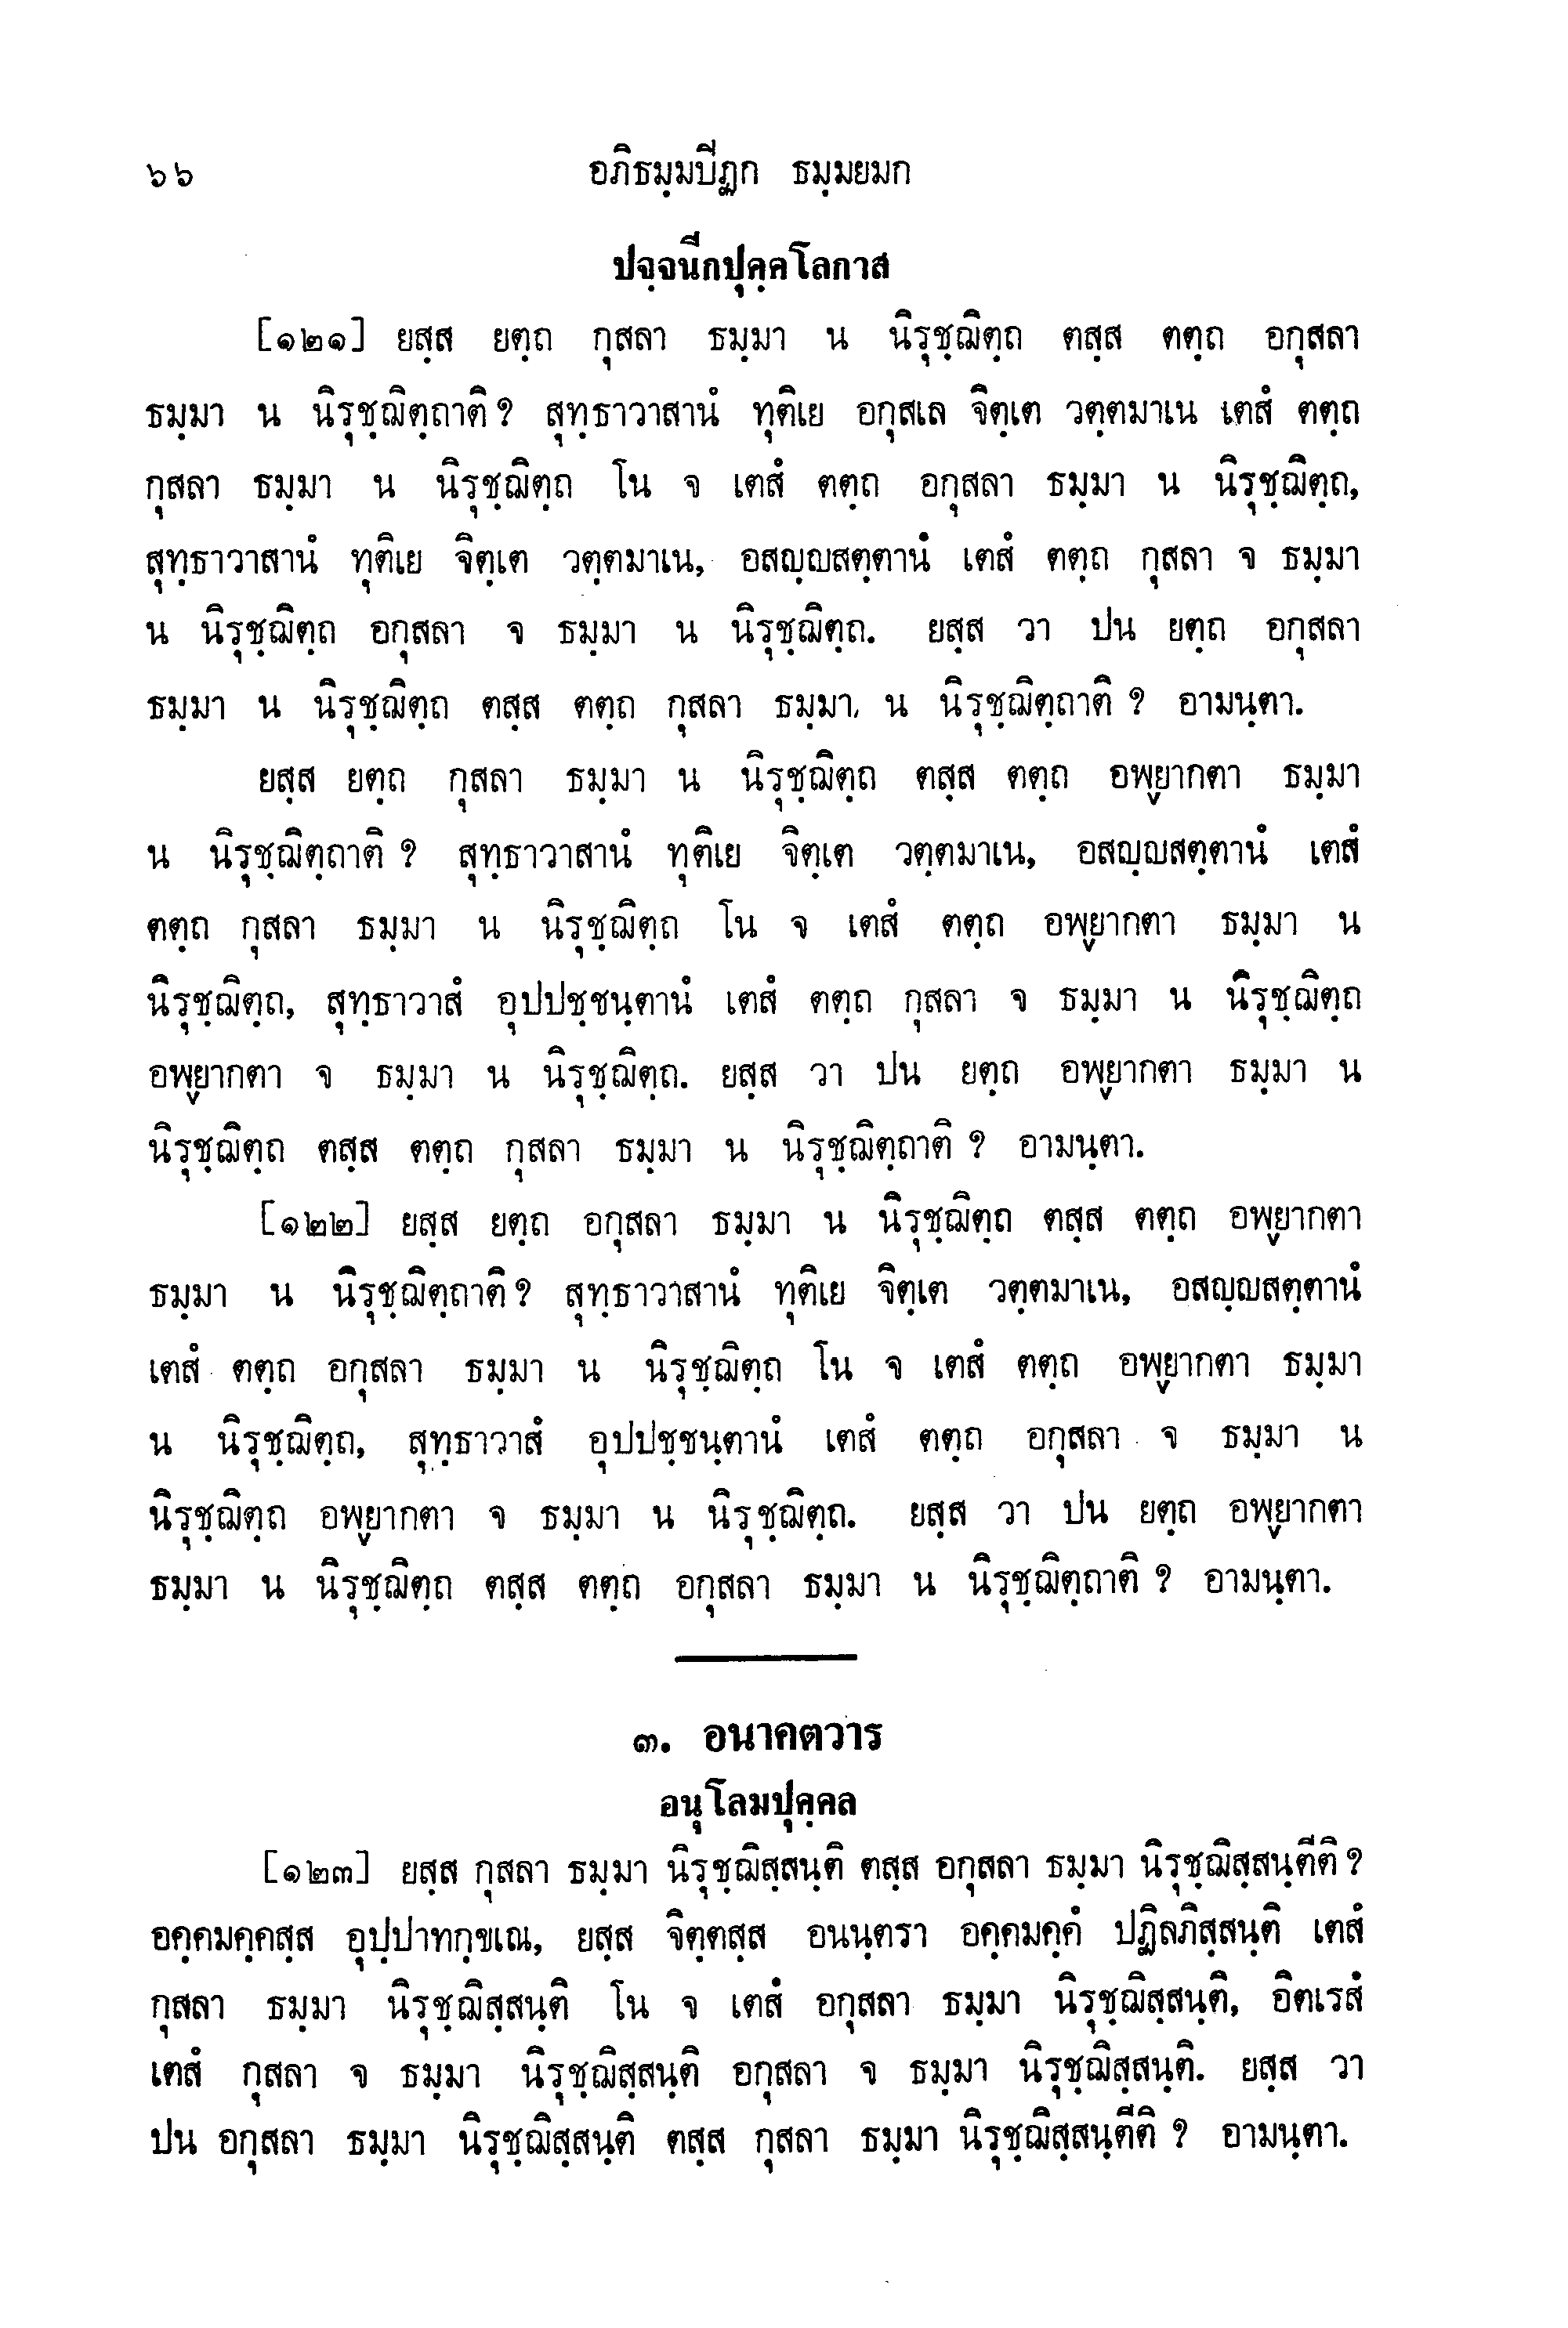 ๖๖ อภิธมฺมปิฏก ธมฺมยมก
ปจฺจนีกปุคฺคโลกาส
[๑๒๑] ยสฺส ยตฺถ กุสลา ธมฺมา น นิรุชฺฌิตฺถ ตสฺส ตตฺถ อกุสลา
ธมฺมา น นิรุชฺฌิตฺถาติ ? สุทฺธาวาสานํ ทุติเย อกุสเล จิตฺเต วตฺตมาเน เตสํ ตตฺถ
กุสลา ธมฺมา น นิรุชฺฌิตฺถ โน จ เตสํ ตตฺถ อกุสลา ธมฺมา น นิรุชฺฌิตฺถ,
สุทฺธาวาสานํ ทุติเย จิตฺเต วตฺตมาเน, อสญฺญสตฺตานํ เตสํ ตตฺถ กุสลา จ ธมฺมา
น นิรุชฺฌิตฺถ อกุสลา จ ธมฺมา น นิรุชฺฌิตฺถ. ยสฺส วา ปน ยตฺถ อกุสลา
ธมฺมา น นิรุชฺฌิตฺถ ตสฺส ตตฺถ กุสลา ธมฺมา น นิรุชฺฌิตฺถาติ ? อามนฺตา.
ยสฺส ยตฺถ กุสลา ธมฺมา น นิรุชฺฌิตฺถ ตสฺส ตตฺถ อพฺยากตา ธมฺมา
น นิรุชฺฌิตฺถาติ ? สุทฺธาวาสานํ ทุติเย จิตฺเต วตฺตมาเน, อสญฺญสตฺตานํ เตสํ
ตตฺถ กุสลา ธมฺมา น นิรุชฺฌิตฺถ โน จ เตสํ ตตฺถ อพฺยากตา ธมฺมา น
นิรุชฺฌิตฺถ, สุทฺธาวาสํ อุปปชฺชนฺตานํ เตสํ ตตฺถ กุสลา จ ธมฺมา น นิรุชฺฌิตฺถ
อพฺยากตา จ ธมฺมา น นิรุชฺฌิตฺถ. ยสฺส วา ปน ยตฺถ อพฺยากตา ธมฺมา น
นิรุชฺฌิตฺถ ตสฺส ตตฺถ กุสลา ธมฺมา น นิรุชฺฌิตฺถาติ ? อามนฺตา.
[๑๒๒] ยสฺส ยตฺถ อกุสลา ธมฺมา น นิรุชฺฌิตฺถ ตสฺส ตตฺถ อพฺยากตา
ธมฺมา น นิรุชฺฌิตฺถาติ ? สุทฺธาวาสานํ ทุติเย จิตฺเต วตฺตมาเน, อสญฺญสตฺตานํ
เตสํ ตตฺถ อกุสลา ธมฺมา น นิรุชฺฌิตฺถ โน จ เตสํ ตตฺถ อพฺยากตา ธมฺมา
น นิรุชฺฌิตฺถ, สุทฺธาวาสํ อุปปชฺชนฺตานํ เตสํ ตตฺถ อกุสลา จ ธมฺมา น
นิรุชฺฌิตฺถ อพฺยากตา จ ธมฺมา น นิรุชฺฌิตฺถ. ยสฺส วา ปน ยตฺถ อพฺยากตา
ธมฺมา น นิรุชฺฌิตฺถ ตสฺส ตตฺถ อกุสลา ธมฺมา น นิรุชฺฌิตฺถาติ ? อามนฺตา.
๓. อนาคตวาร
อนุโลมปุคฺคล
[๑๒๓] ยสฺส กุสลา ธมฺมา นิรุชฺฌิสฺสนฺติ ตสฺส อกุสลา ธมฺมา นิรุชฺฌิสฺสนฺตีติ ?
อคฺคมคฺคสฺส อุปฺปาทกฺขเณ, ยสฺส จิตฺตสฺส อนนฺตรา อคฺคมคฺคํ ปฏิลภิสฺสนฺติ เตสํ
กุสลา ธมฺมา นิรุชฺฌิสฺสนฺติ โน จ เตสํ อกุสลา ธมฺมา นิรุชฺฌิสฺสนฺติ, อิตเรสํ
เตสํ กุสลา จ ธมฺมา นิรุชฺฌิสฺสนฺติ อกุสลา จ ธมฺมา นิรุชฺฌิสฺสนฺติ. ยสฺส วา
ปน อกุสลา ธมฺมา นิรุชฺฌิสฺสนฺติ ตสฺส กุสลา ธมฺมา นิรุชฺฌิสฺสนฺตีติ ? อามนฺตา.